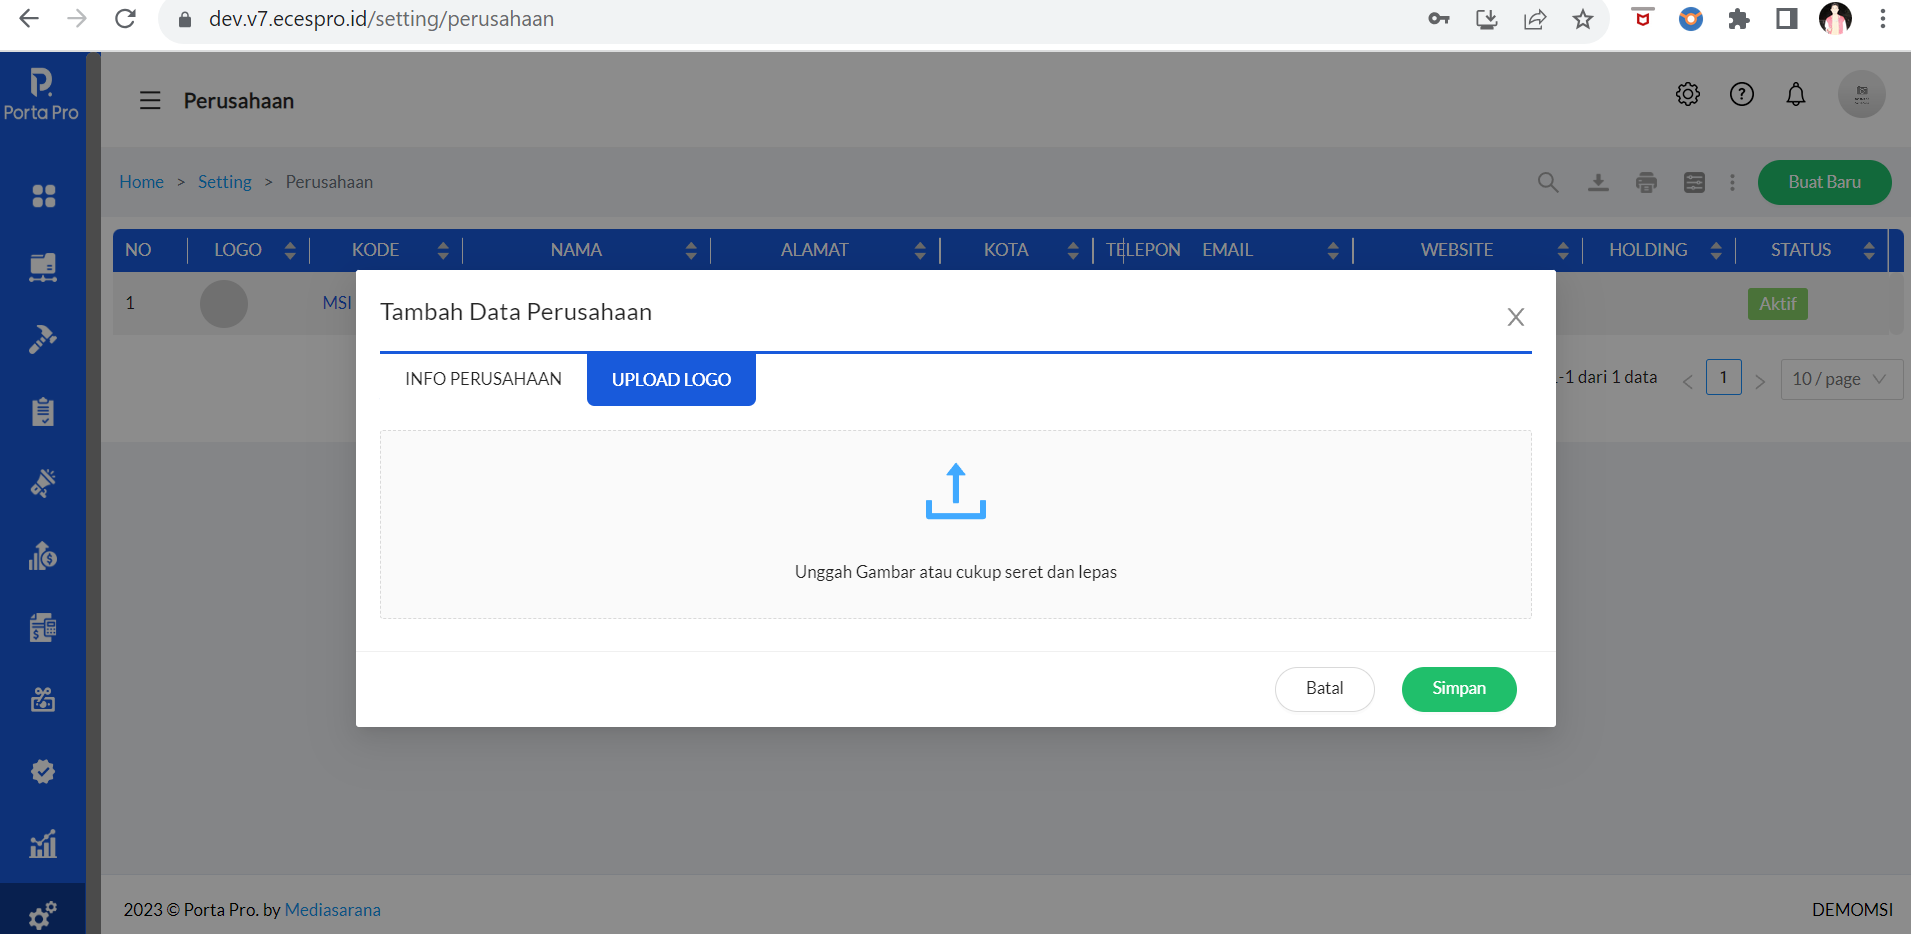 dev.v7.ecespro.id/setting/perusahaan
Porta Pro
Perusahaan
Home > Setting > Perusahaan
Buat Baru
NO LOGO KODE NAMA ALAMAT KOTA TELEPON EMAIL WEBSITE HOLDING STATUS
1 MSI Aktif
Tambah Data Perusahaan
INFO PERUSAHAAN UPLOAD LOGO
-1 dari 1 data < 1 > 10 / page
Unggah Gambar atau cukup seret dan lepas
Batal Simpan
2023 © Porta Pro. by Mediasarana
DEMOMSI